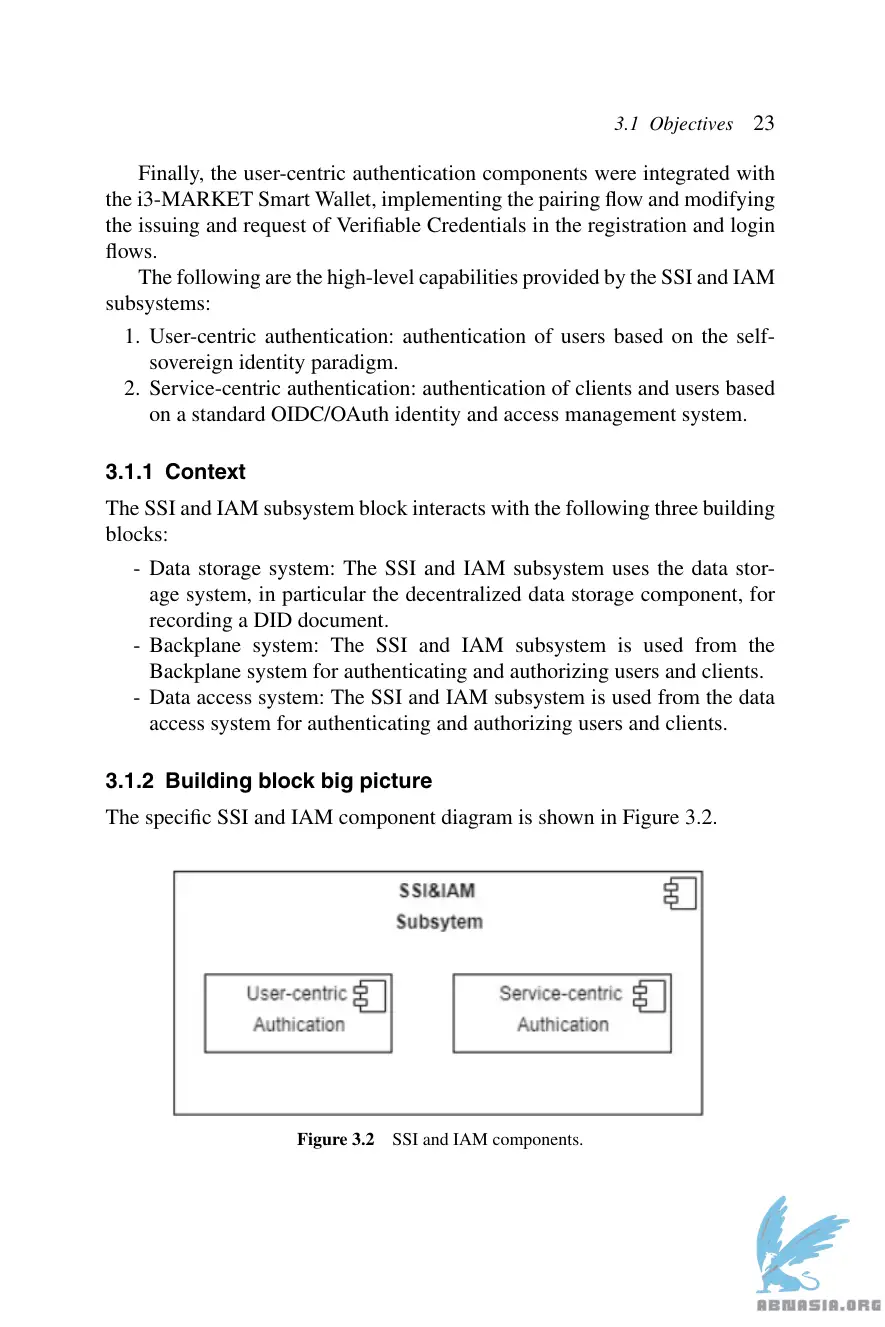 3.1 Objectives 23
Finally, the user-centric authentication components were integrated with
the i3-MARKET Smart Wallet, implementing the pairing flow and modifying
the issuing and request of Verifiable Credentials in the registration and login
flows.
The following are the high-level capabilities provided by the SSI and IAM
subsystems:
1. User-centric authentication: authentication of users based on the self-
sovereign identity paradigm.
2. Service-centric authentication: authentication of clients and users based
on a standard OIDC/OAuth identity and access management system.
3.1.1 Context
The SSI and IAM subsystem block interacts with the following three building
blocks:
- Data storage system: The SSI and IAM subsystem uses the data stor-
age system, in particular the decentralized data storage component, for
recording a DID document.
- Backplane system: The SSI and IAM subsystem is used from the
Backplane system for authenticating and authorizing users and clients.
- Data access system: The SSI and IAM subsystem is used from the data
access system for authenticating and authorizing users and clients.
3.1.2 Building block big picture
The specific SSI and IAM component diagram is shown in Figure 3.2.
SSI&IAM
Subsytem
User-centric
Authication
Service-centric
Authication
Figure 3.2 SSI and IAM components.
ABNASIA.ORG